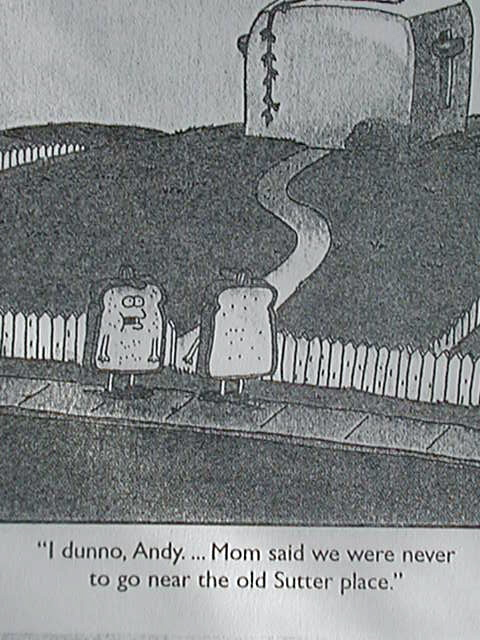 “I dunno, Andy. ... Mom said we were never
to go near the old Sutter place.”